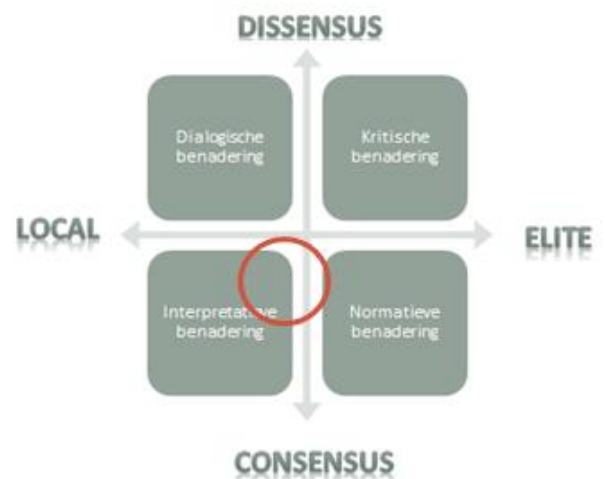 DISSENSUS
Dialogische
benadering
Kritische
benadering
LOCAL
ELITE
Interpretatieve
benadering
Normatieve
benadering
CONSENSUS